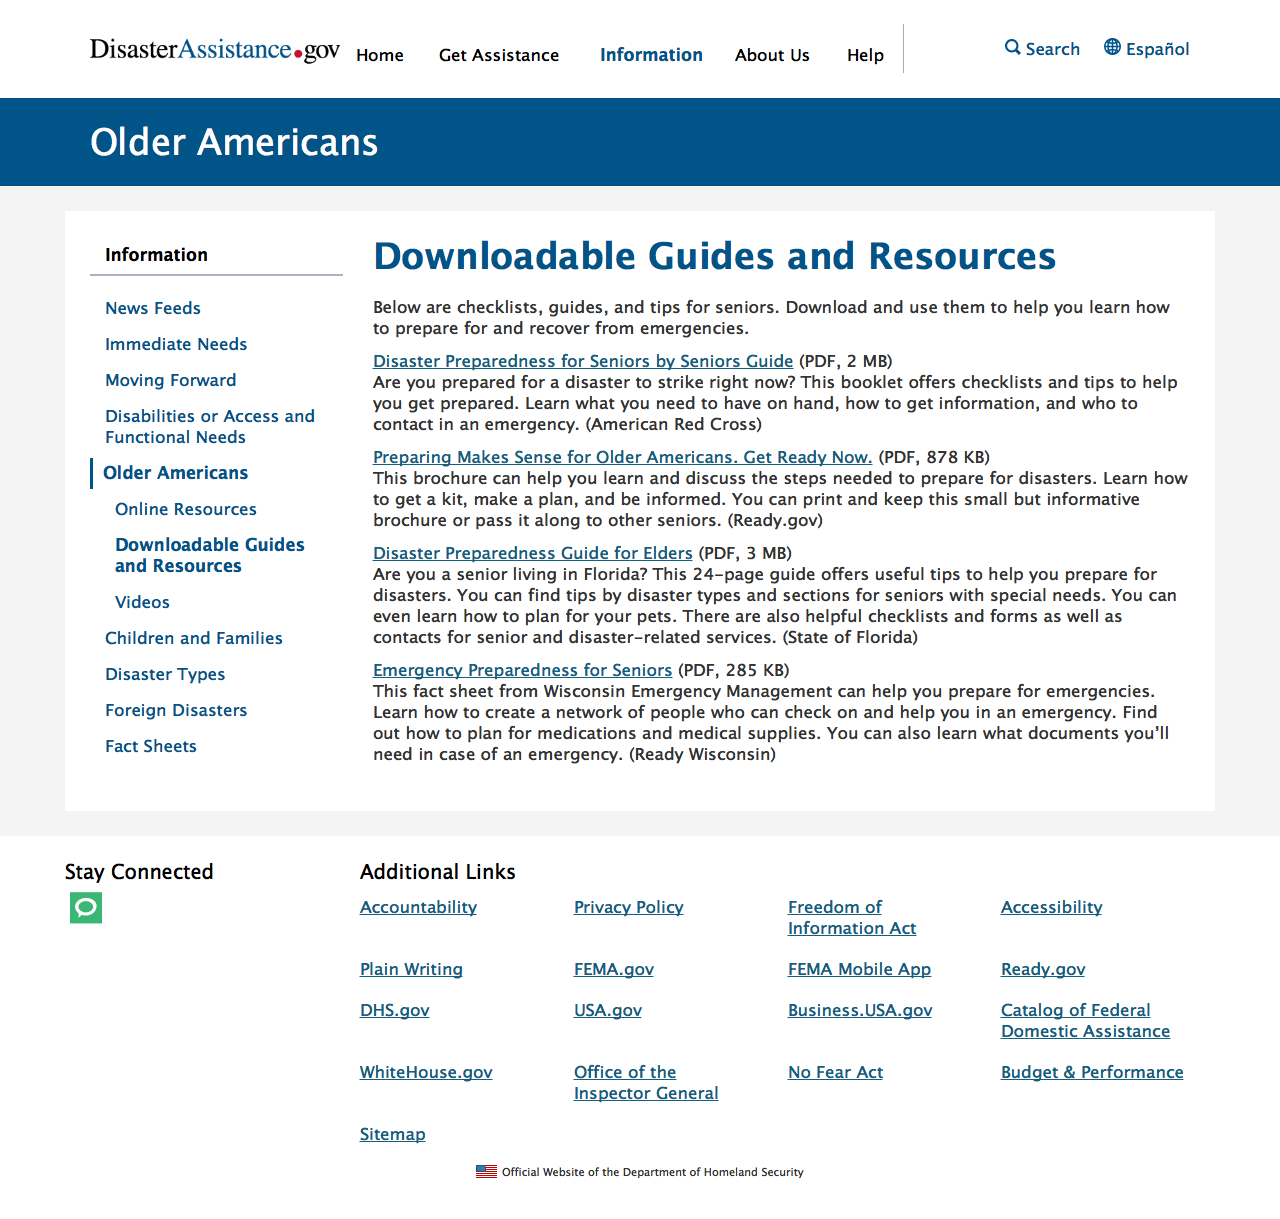 DisasterAssistance.gov
Home
Get Assistance
Information
About Us
Help
Search
Español
Older Americans
Information
News Feeds
Immediate Needs
Moving Forward
Disabilities or Access and
Functional Needs
Older Americans
Online Resources
Downloadable Guides
and Resources
Videos
Children and Families
Disaster Types
Foreign Disasters
Fact Sheets
Downloadable Guides and Resources
Below are checklists, guides, and tips for seniors. Download and use them to help you learn how
to prepare for and recover from emergencies.
Disaster Preparedness for Seniors by Seniors Guide (PDF, 2 MB)
Are you prepared for a disaster to strike right now? This booklet offers checklists and tips to help
you get prepared. Learn what you need to have on hand, how to get information, and who to
contact in an emergency. (American Red Cross)
Preparing Makes Sense for Older Americans. Get Ready Now. (PDF, 878 KB)
This brochure can help you learn and discuss the steps needed to prepare for disasters. Learn how
to get a kit, make a plan, and be informed. You can print and keep this small but informative
brochure or pass it along to other seniors. (Ready.gov)
Disaster Preparedness Guide for Elders (PDF, 3 MB)
Are you a senior living in Florida? This 24-page guide offers useful tips to help you prepare for
disasters. You can find tips by disaster types and sections for seniors with special needs. You can
even learn how to plan for your pets. There are also helpful checklists and forms as well as
contacts for senior and disaster-related services. (State of Florida)
Emergency Preparedness for Seniors (PDF, 285 KB)
This fact sheet from Wisconsin Emergency Management can help you prepare for emergencies.
Learn how to create a network of people who can check on and help you in an emergency. Find
out how to plan for medications and medical supplies. You can also learn what documents you’ll
need in case of an emergency. (Ready Wisconsin)
Stay Connected
Additional Links
Accountability
Privacy Policy
Freedom of
Information Act
Accessibility
Plain Writing
FEMA.gov
FEMA Mobile App
Ready.gov
DHS.gov
USA.gov
Business.USA.gov
Catalog of Federal
Domestic Assistance
WhiteHouse.gov
Office of the
Inspector General
No Fear Act
Budget & Performance
Sitemap
Official Website of the Department of Homeland Security